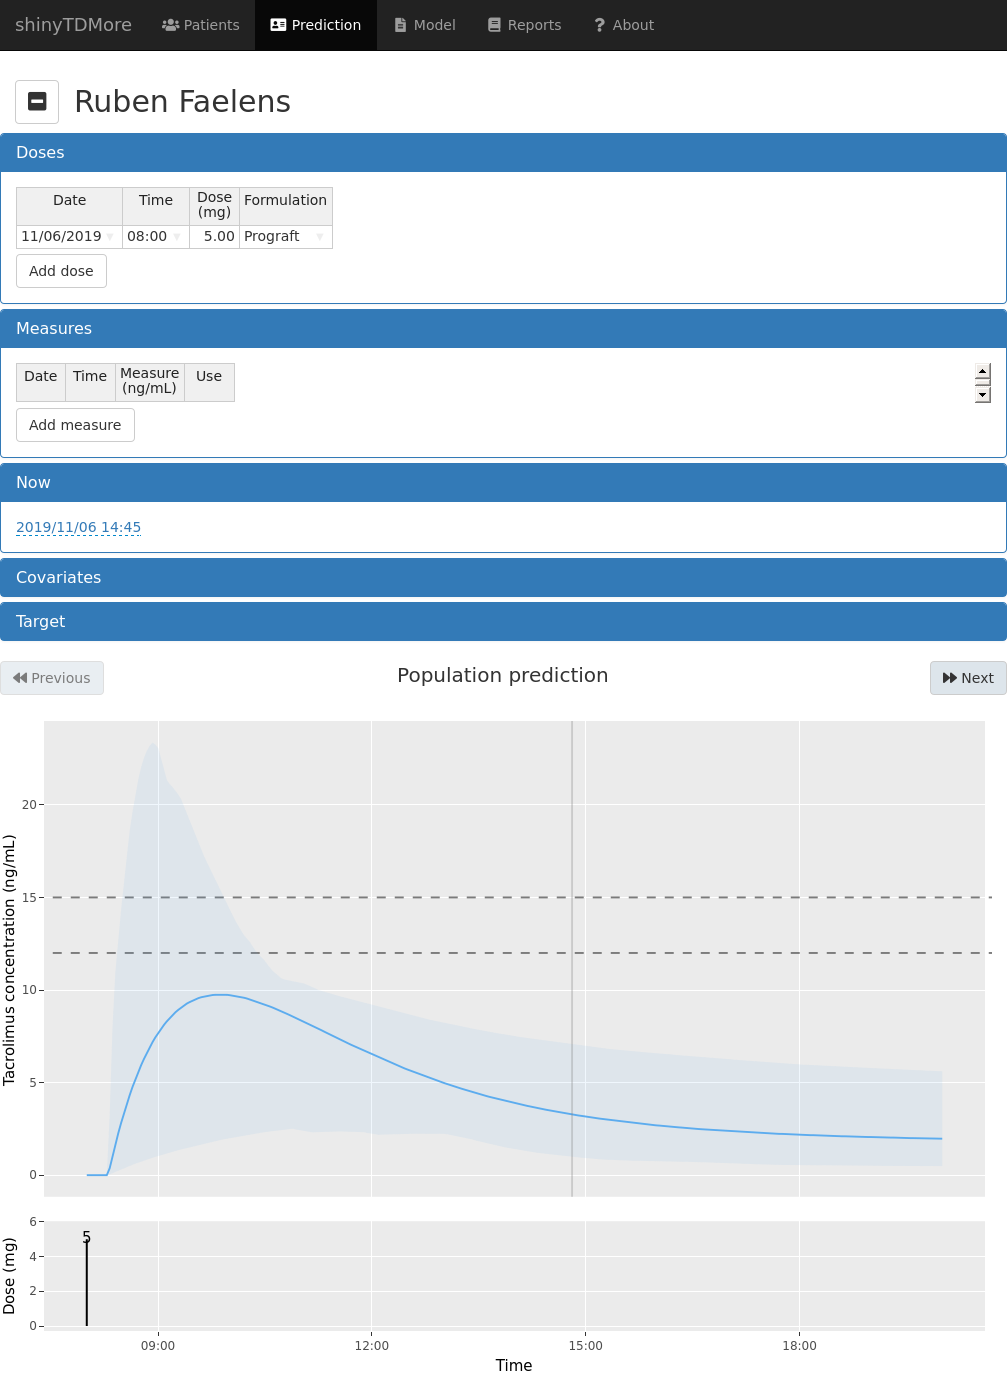 shinyTDMore Patients Prediction Model Reports About
Ruben Faelens
Doses
Date Time Dose (mg) Formulation
11/06/2019 08:00 5.00 Prograft
Add dose
Measures
Date Time Measure (ng/mL) Use
Add measure
Now
2019/11/06 14:45
Covariates
Target
Previous Population prediction Next
Tacrolimus concentration (ng/mL)
20
15
10
5
0
Dose (mg)
6
4
2
0
5
09:00 12:00 15:00 18:00
Time